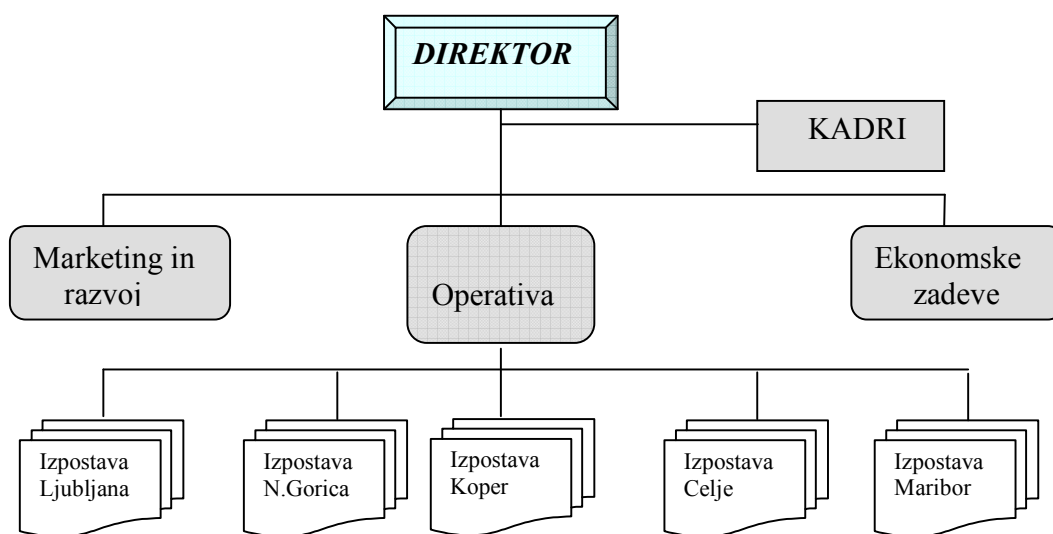 DIREKTOR
KADRI
Marketing in
razvoj
Operativa
Ekonomske
zadeve
Izpostava
Ljubljana
Izpostava
N.Gorica
Izpostava
Koper
Izpostava
Celje
Izpostava
Maribor